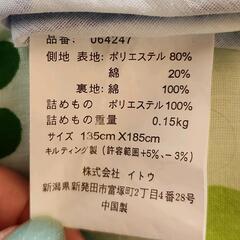 品番: 064247
側地 表地: ポリエステル 80%
綿 20%
裏地: 綿 100%
詰めもの ポリエステル100%
詰めもの重量 0.15kg
サイズ 135cm X185cm
キルティング製 (許容範囲+5%、-3%)
株式会社 イトウ
新潟県新発田市富塚町2丁目4番28号
中国製